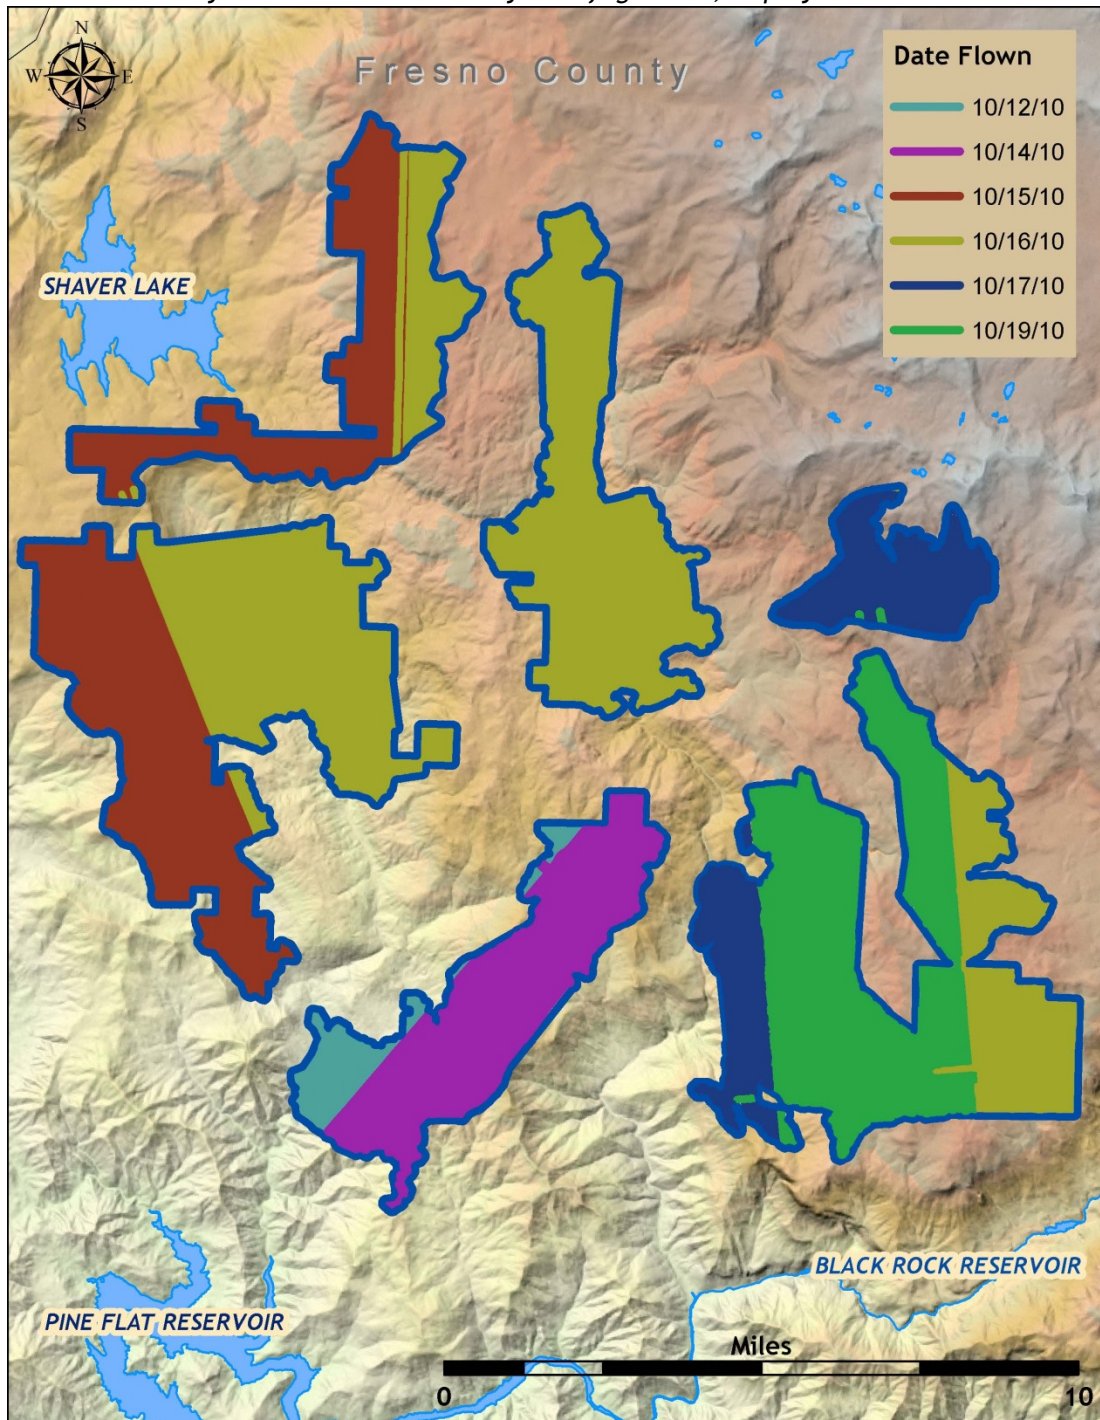 N
W E
S
Fresno County
Date Flown
10/12/10
10/14/10
10/15/10
10/16/10
10/17/10
10/19/10
SHAVER LAKE
BLACK ROCK RESERVOIR
PINE FLAT RESERVOIR
Miles
0 10